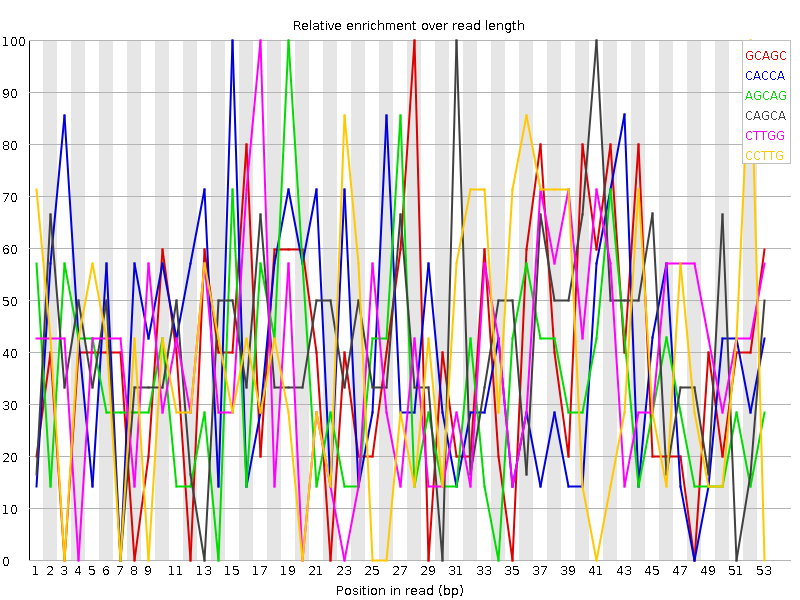 Relative enrichment over read length
100
90
80
70
60
50
40
30
20
10
0
GCAGC
CACCA
AGCAG
CAGCA
CTTGG
CCTTG
1 2 3 4 5 6 7 8 9 11 13 15 17 19 21 23 25 27 29 31 33 35 37 39 41 43 45 47 49 51 53
Position in read (bp)